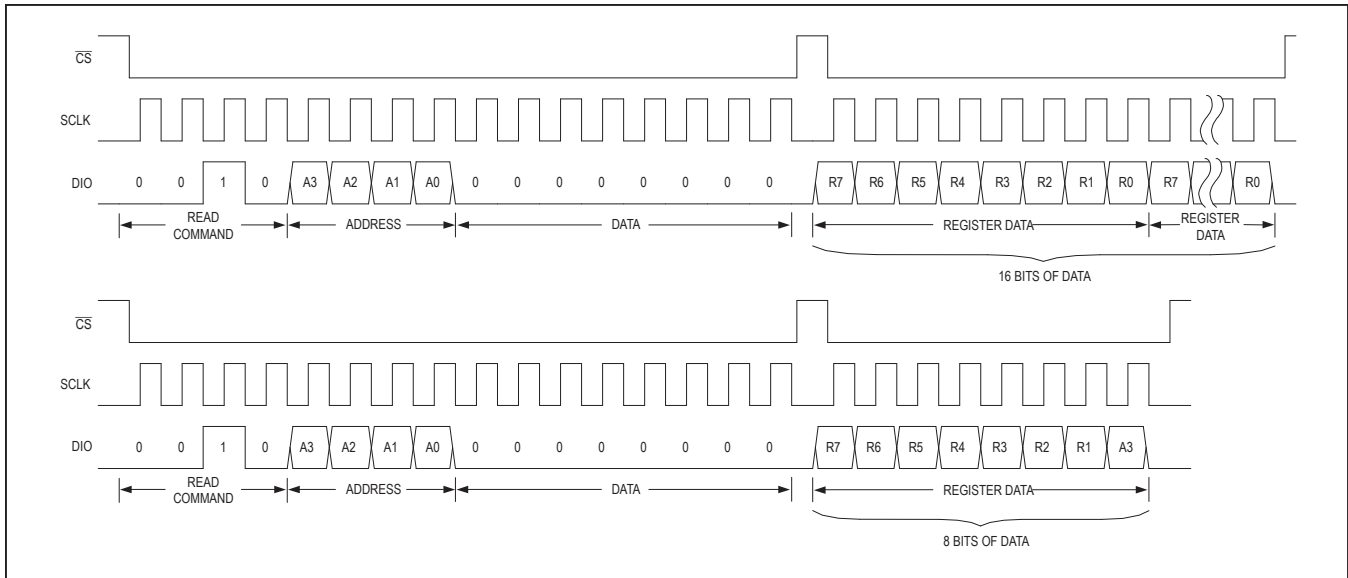 CS
SCLK
DIO 0 0 1 0 A3 A2 A1 A0 0 0 0 0 0 0 0 0 R7 R6 R5 R4 R3 R2 R1 R0 R7 R0
READ COMMAND ADDRESS DATA REGISTER DATA REGISTER DATA
16 BITS OF DATA
CS
SCLK
DIO 0 0 1 0 A3 A2 A1 A0 0 0 0 0 0 0 0 0 R7 R6 R5 R4 R3 R2 R1 A3
READ COMMAND ADDRESS DATA REGISTER DATA
8 BITS OF DATA